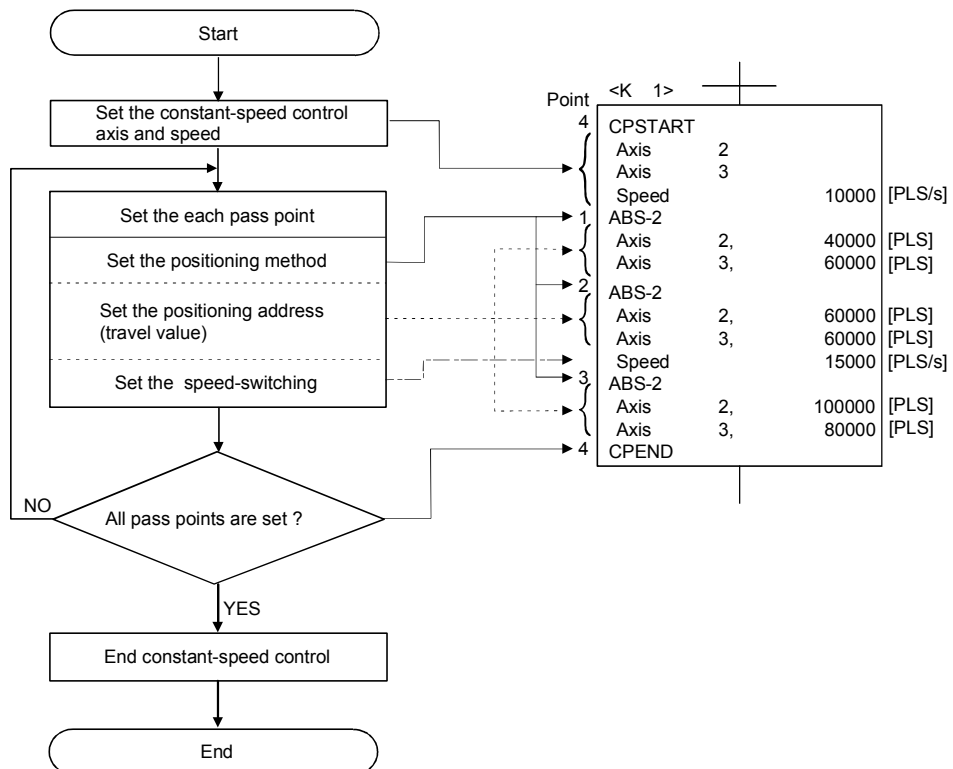 Start
Set the constant-speed control
axis and speed
Set the each pass point
Set the positioning method
Set the positioning address
(travel value)
Set the speed-switching
NO
All pass points are set ?
YES
End constant-speed control
End
Point
<K 1>
4
CPSTART
Axis 2
Axis 3
Speed 10000 [PLS/s]
1 ABS-2
Axis 2, 40000 [PLS]
Axis 3, 60000 [PLS]
2 ABS-2
Axis 2, 60000 [PLS]
Axis 3, 60000 [PLS]
Speed 15000 [PLS/s]
3 ABS-2
Axis 2, 100000 [PLS]
Axis 3, 80000 [PLS]
4 CPEND